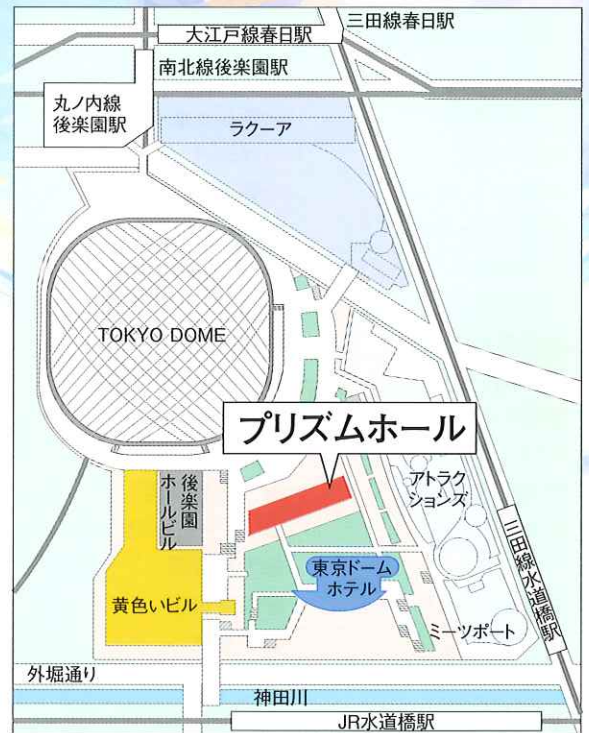 三田線春日駅
大江戸線春日駅
南北線後楽園駅
丸ノ内線
後楽園駅
ラクーア
TOKYO DOME
プリズムホール
後楽園
ホールビル
アトラク
ションズ
三田線水道橋駅
東京ドーム
ホテル
黄色いビル
ミーツポート
外堀通り
神田川
JR水道橋駅